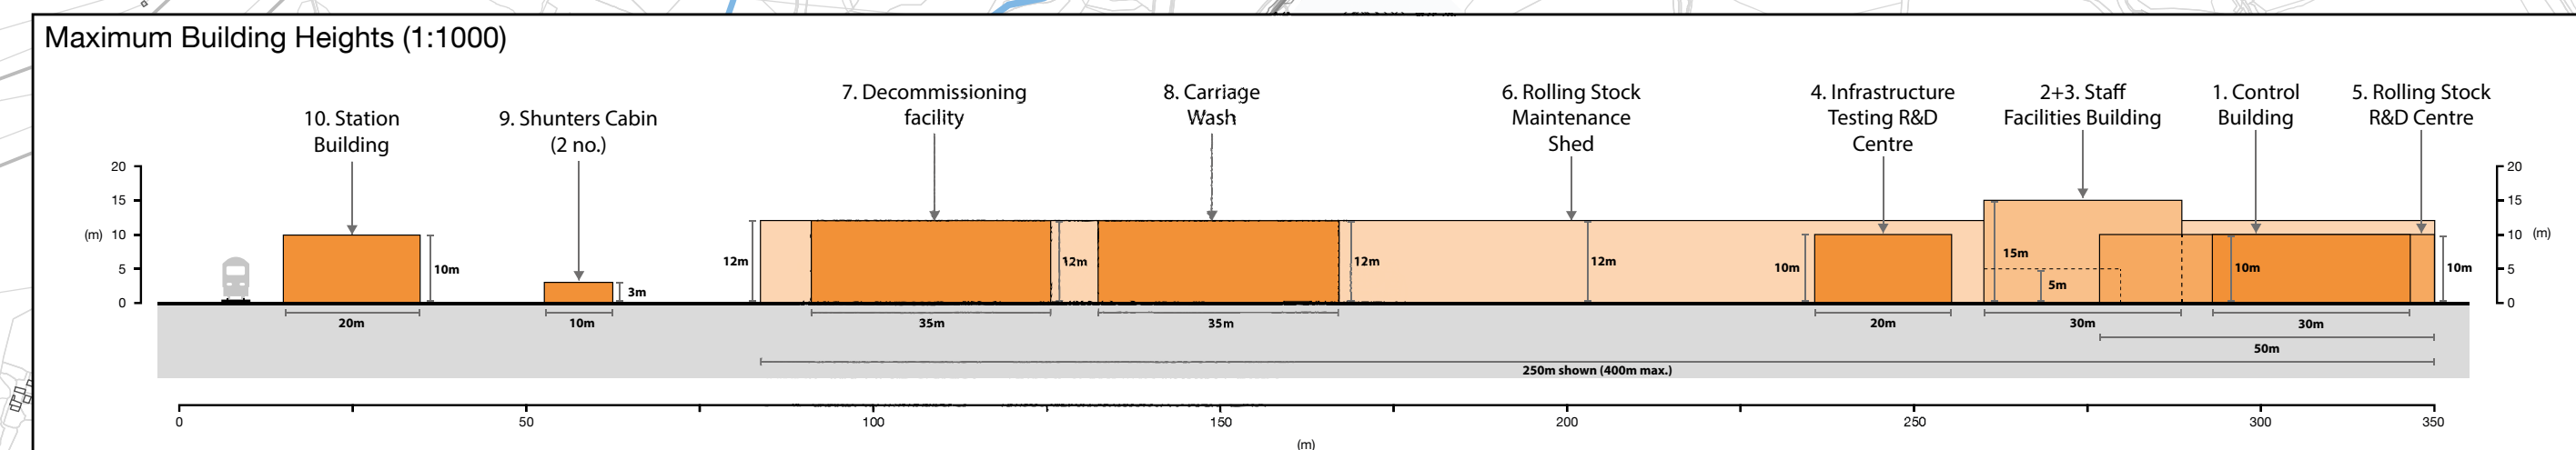 Maximum Building Heights (1:1000)
10. Station
Building
9. Shunters Cabin
(2 no.)
7. Decommissioning
facility
8. Carriage
Wash
6. Rolling Stock
Maintenance
Shed
4. Infrastructure
Testing R&D
Centre
2+3. Staff
Facilities Building
1. Control
Building
5. Rolling Stock
R&D Centre
20
15
(m) 10
5
0
10m
3m
12m
12m
12m
12m
10m
15m
5m
10m
10m
20
15
10 (m)
5
0
20m
10m
35m
35m
20m
30m
30m
50m
250m shown (400m max.)
0
50
100
150
200
250
300
350
(m)